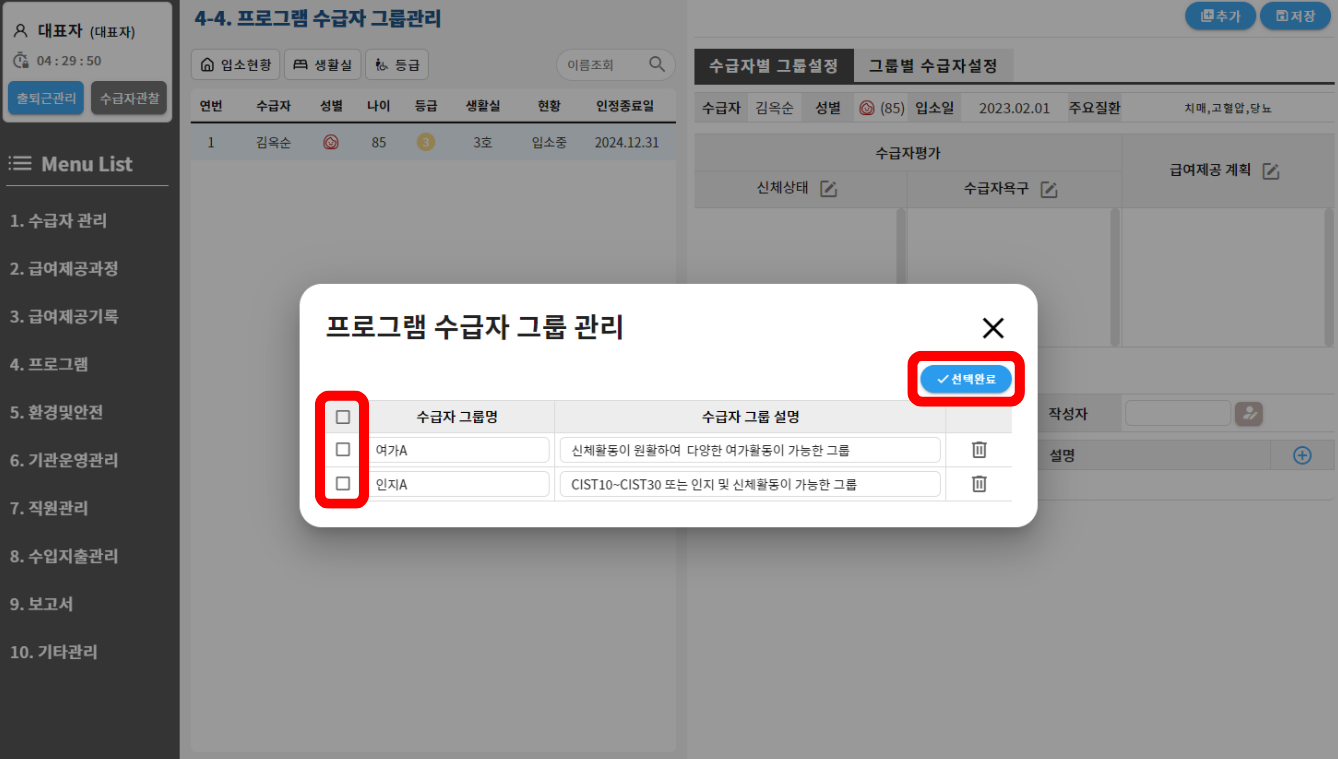 대표자 (대표자)
04 : 29 : 50
출퇴근관리 수급자관찰
Menu List
1. 수급자 관리
2. 급여제공과정
3. 급여제공기록
4. 프로그램
5. 환경및안전
6. 기관운영관리
7. 직원관리
8. 수입지출관리
9. 보고서
10. 기타관리
4-4. 프로그램 수급자 그룹관리
입소현황 생활실 등급 이름조회
연번 수급자 성별 나이 등급 생활실 현황 인정종료일
1 김옥순 여 85 3 3호 입소중 2024.12.31
추가 저장
수급자별 그룹설정 그룹별 수급자설정
수급자 김옥순 성별 여 (85) 입소일 2023.02.01 주요질환 치매,고혈압,당뇨
수급자평가 급여제공 계획
신체상태 수급자욕구
작성자
설명
프로그램 수급자 그룹 관리
선택완료
수급자 그룹명 수급자 그룹 설명
여가A 신체활동이 원활하여 다양한 여가활동이 가능한 그룹
인지A CIST10~CIST30 또는 인지 및 신체활동이 가능한 그룹